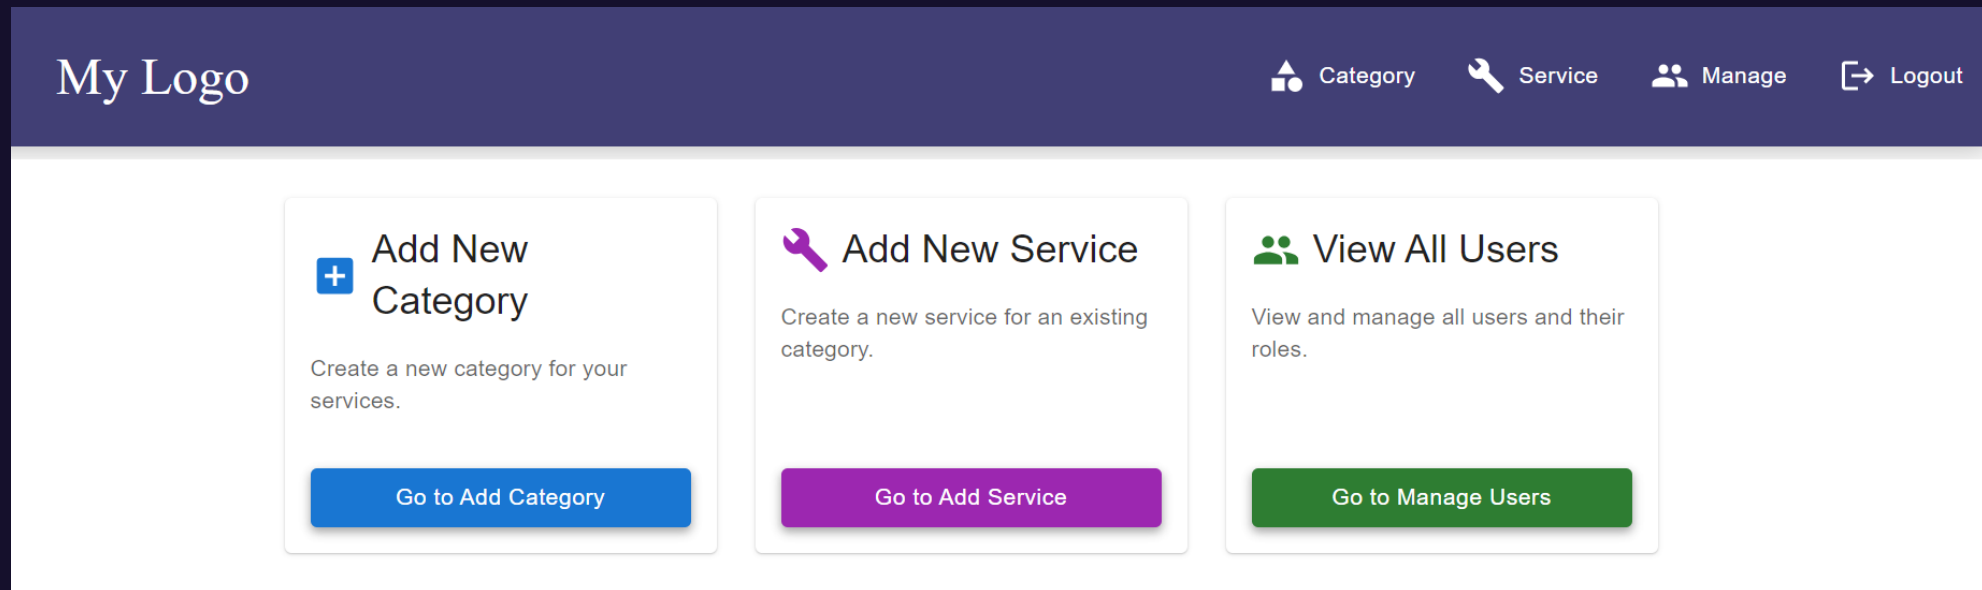 My Logo
Category
Service
Manage
Logout
Add New
Category
Create a new category for your
services.
Go to Add Category
Add New Service
Create a new service for an existing
category.
Go to Add Service
View All Users
View and manage all users and their
roles.
Go to Manage Users